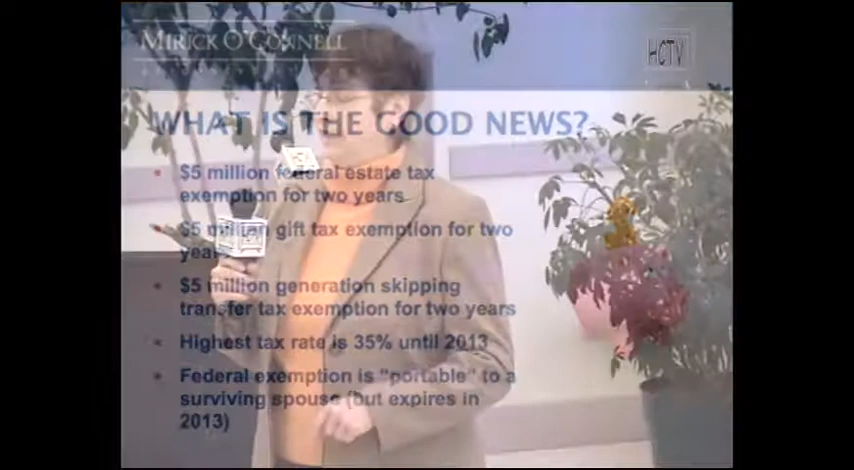 MIRICK O'CONNELL
HCTV
WHAT IS THE GOOD NEWS?
$5 million federal estate tax
exemption for two years
$5 million gift tax exemption for two
years
$5 million generation skipping
transfer tax exemption for two years
Highest tax rate is 35% until 2013
Federal exemption is "portable" to a
surviving spouse (but expires in
2013)